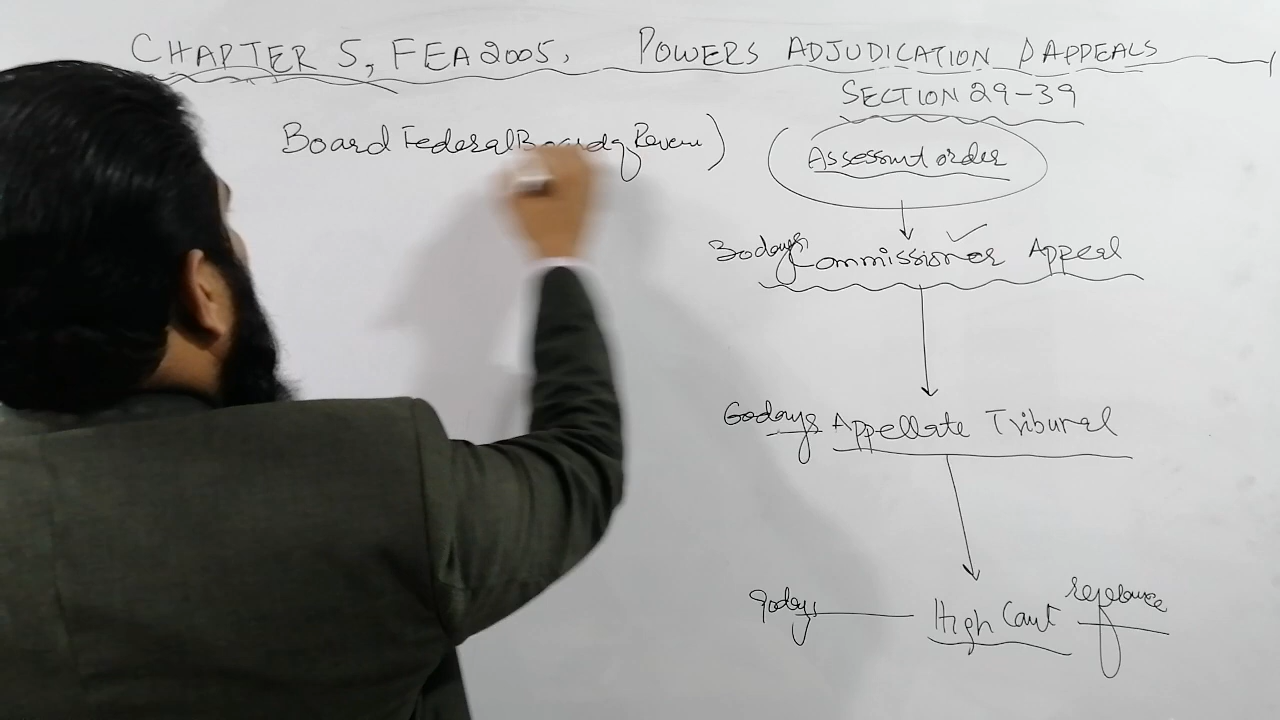 CHAPTER 5, FEA 2005, POWERS ADJUDICATION & APPEALS
SECTION 29-39
Board Federal Board of Revenu)
Assessmt order
30 days Commissioner Appeal
60 days Appellate Tribunal
90 days High Court reference